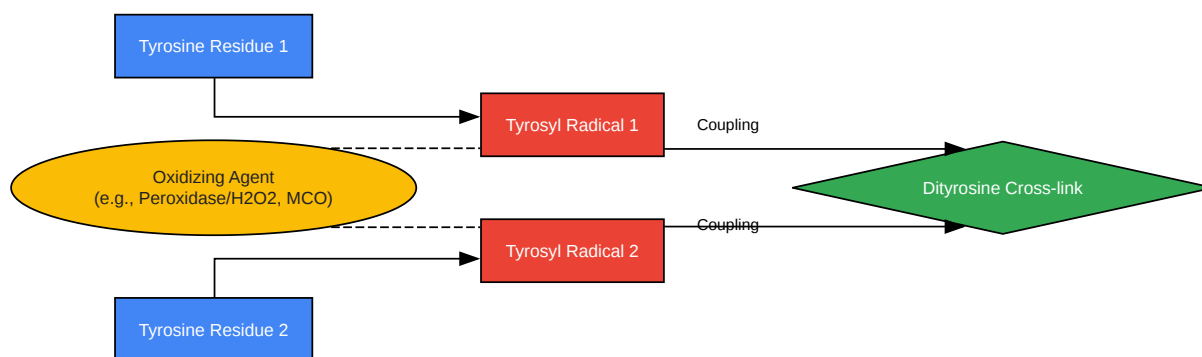 Tyrosine Residue 1
Tyrosyl Radical 1
Coupling
Oxidizing Agent
(e.g., Peroxidase/H2O2, MCO)
Dityrosine Cross-link
Coupling
Tyrosyl Radical 2
Tyrosine Residue 2